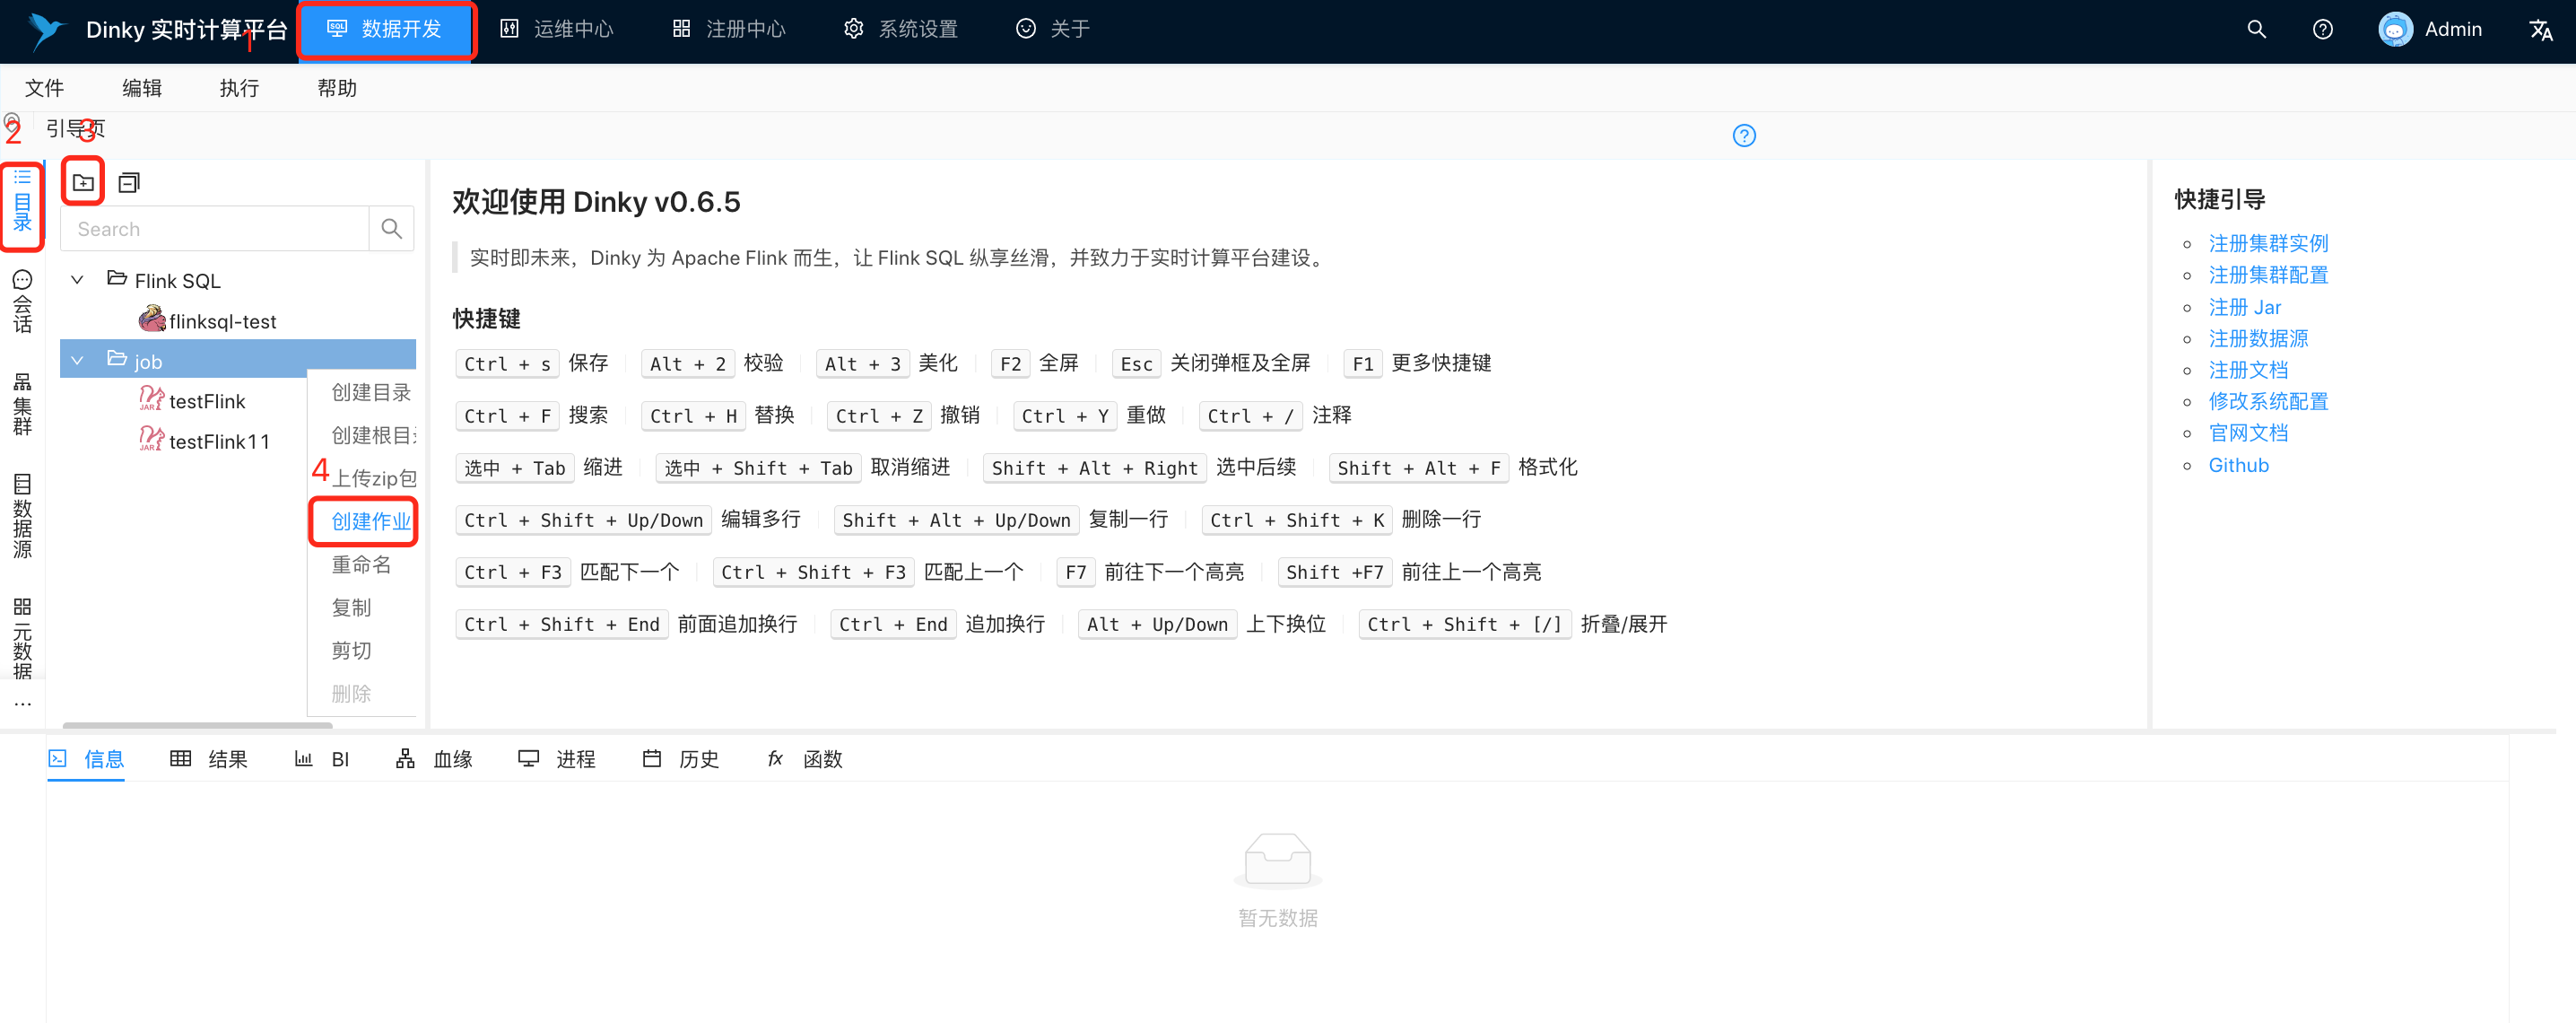 Dinky 实时计算平台 1 数据开发 运维中心 注册中心 系统设置 关于 Admin
文件 编辑 执行 帮助
2 引导页 3
目录
Search
Flink SQL
flinksql-test
job
testFlink
testFlink11
会话
集群
数据源
元数据
...
创建目录
创建根目
4 上传zip包
创建作业
重命名
复制
剪切
删除
欢迎使用 Dinky v0.6.5
实时即未来，Dinky 为 Apache Flink 而生，让 Flink SQL 纵享丝滑，并致力于实时计算平台建设。
快捷键
Ctrl + s 保存 Alt + 2 校验 Alt + 3 美化 F2 全屏 Esc 关闭弹框及全屏 F1 更多快捷键
Ctrl + F 搜索 Ctrl + H 替换 Ctrl + Z 撤销 Ctrl + Y 重做 Ctrl + / 注释
选中 + Tab 缩进 选中 + Shift + Tab 取消缩进 Shift + Alt + Right 选中后续 Shift + Alt + F 格式化
Ctrl + Shift + Up/Down 编辑多行 Shift + Alt + Up/Down 复制一行 Ctrl + Shift + K 删除一行
Ctrl + F3 匹配下一个 Ctrl + Shift + F3 匹配上一个 F7 前往下一个高亮 Shift +F7 前往上一个高亮
Ctrl + Shift + End 前面追加换行 Ctrl + End 追加换行 Alt + Up/Down 上下换位 Ctrl + Shift + [/] 折叠/展开
快捷引导
注册集群实例
注册集群配置
注册 Jar
注册数据源
注册文档
修改系统配置
官网文档
Github
信息 结果 BI 血缘 进程 历史 fx 函数
暂无数据